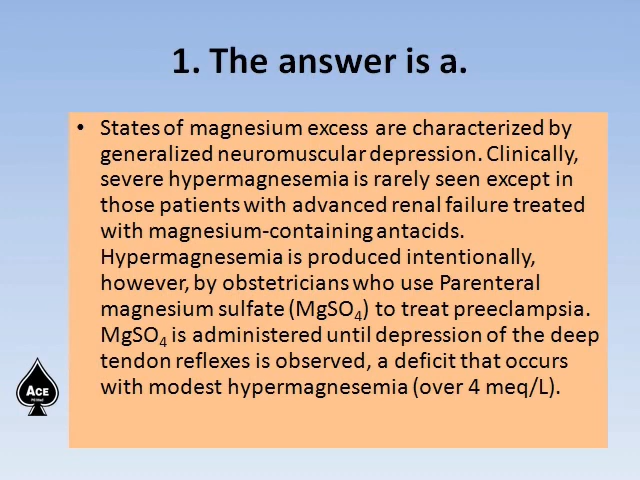 1. The answer is a.
• States of magnesium excess are characterized by
generalized neuromuscular depression. Clinically,
severe hypermagnesemia is rarely seen except in
those patients with advanced renal failure treated
with magnesium-containing antacids.
Hypermagnesemia is produced intentionally,
however, by obstetricians who use Parenteral
magnesium sulfate (MgSO₄) to treat preeclampsia.
MgSO₄ is administered until depression of the deep
tendon reflexes is observed, a deficit that occurs
with modest hypermagnesemia (over 4 meq/L).
ACE